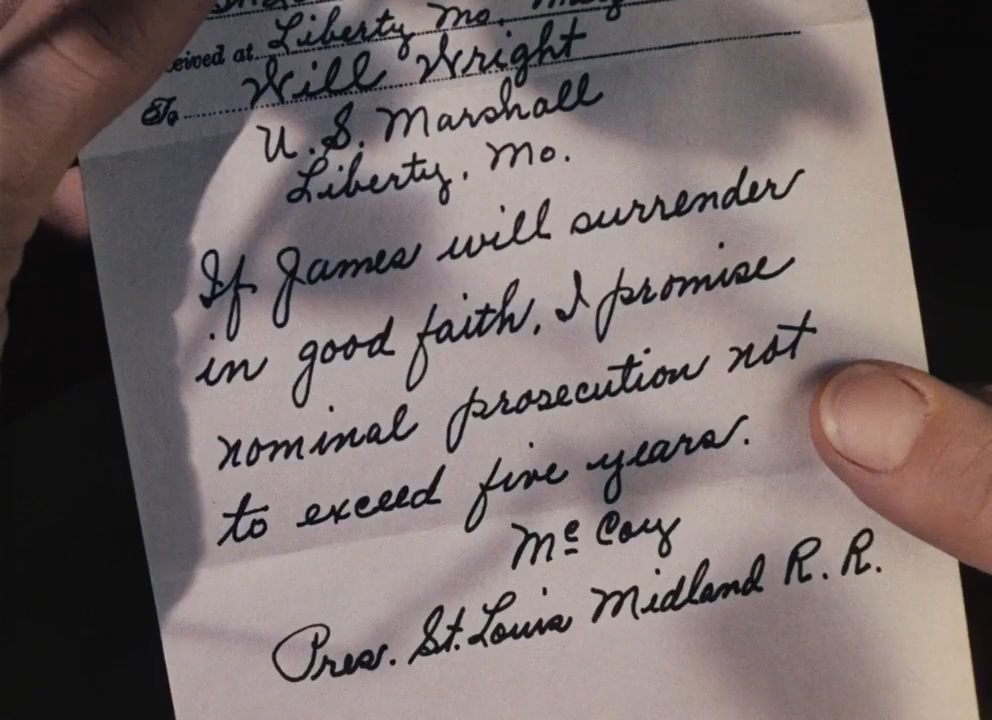 eived at Liberty Mo.
To Will Wright
U. S. Marshall
Liberty, Mo.
If James will surrender
in good faith, I promise
nominal prosecution not
to exceed five years.
McCoy
Pres. St. Louis Midland R. R.